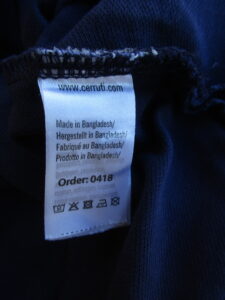 www.cerruti.com
Made in Bangladesh/
Hergestellt in Bangladesh/
Fabriqué au Bangladesh/
Prodotto in Bangladesh/
Order: 0418